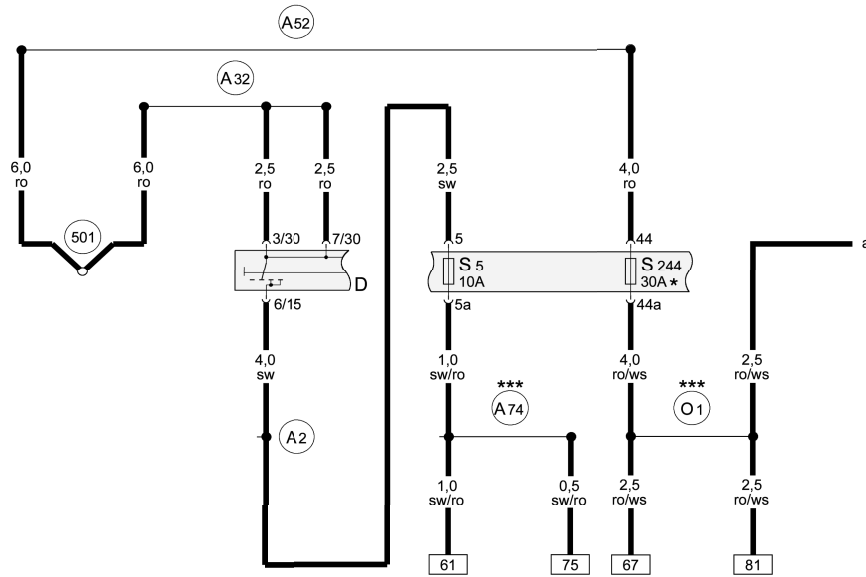 A52
A32
6,0
ro
6,0
ro
2,5
ro
2,5
ro
2,5
sw
4,0
ro
501
3/30
7/30
5
44
a
D
S 5
10A
S 244
30A *
6/15
5a
44a
4,0
sw
1,0
sw/ro
4,0
ro/ws
2,5
ro/ws
***
A74
***
O1
A2
1,0
sw/ro
0,5
sw/ro
2,5
ro/ws
2,5
ro/ws
61
75
67
81